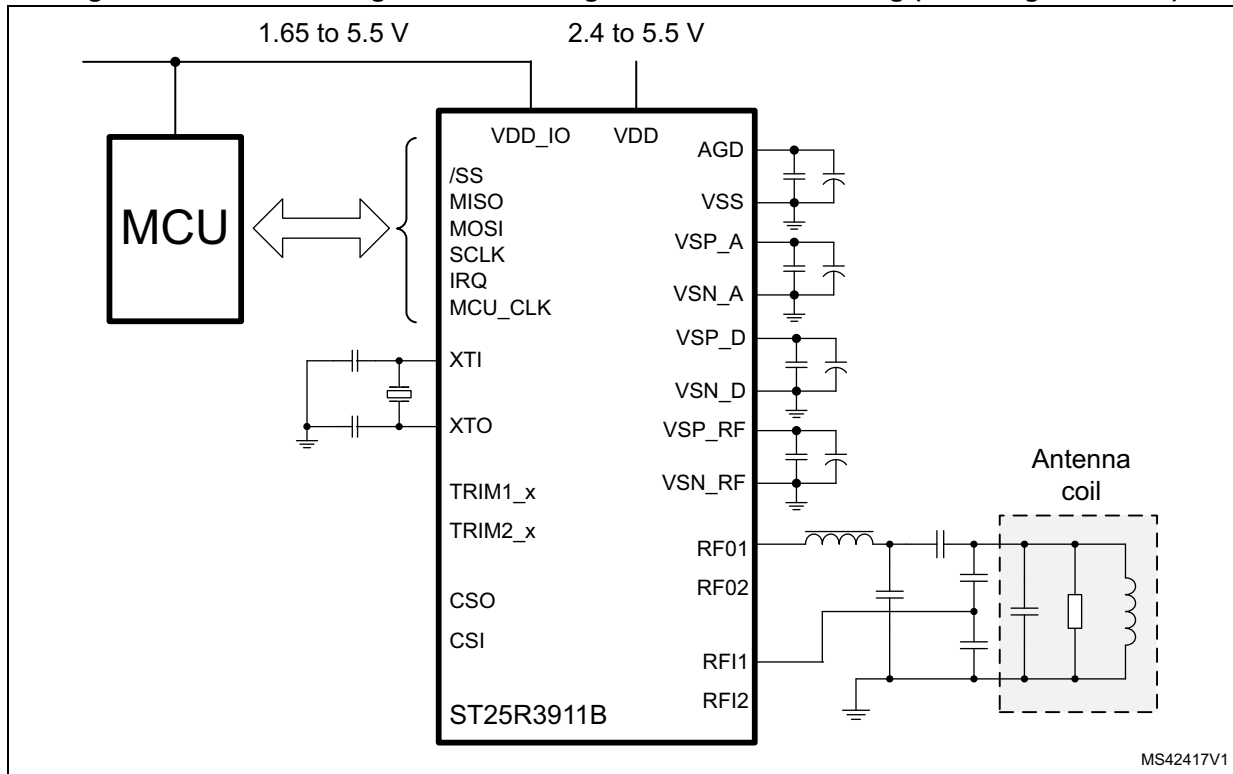 1.65 to 5.5 V
2.4 to 5.5 V
VDD_IO
VDD
MCU
/SS
MISO
MOSI
SCLK
IRQ
MCU_CLK
XTI
XTO
TRIM1_x
TRIM2_x
CSO
CSI
ST25R3911B
AGD
VSS
VSP_A
VSN_A
VSP_D
VSN_D
VSP_RF
VSN_RF
RF01
RF02
RFI1
RFI2
Antenna
coil
MS42417V1